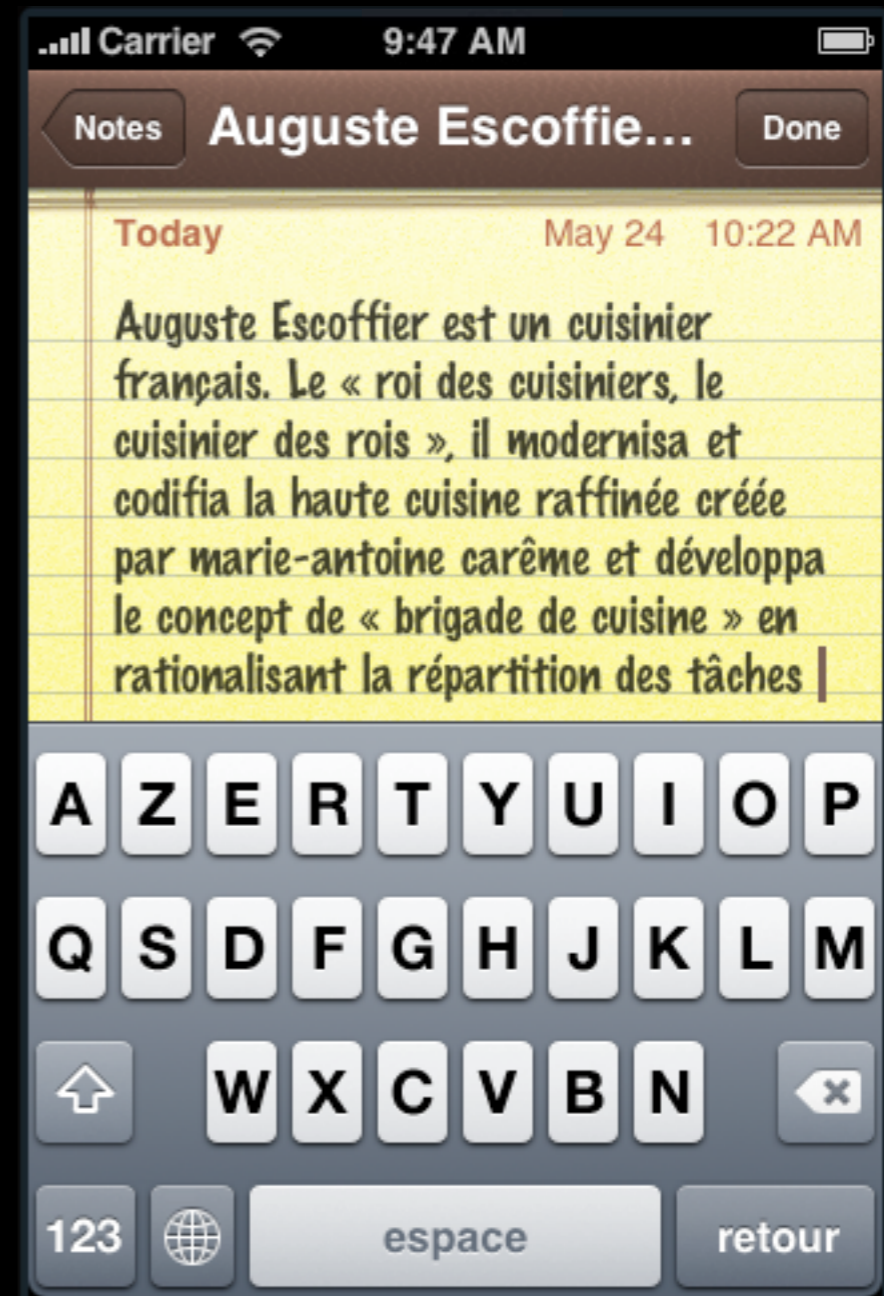 Carrier 9:47 AM
Notes Auguste Escoffie... Done
Today May 24 10:22 AM
Auguste Escoffier est un cuisinier
français. Le « roi des cuisiniers, le
cuisinier des rois », il modernisa et
codifia la haute cuisine raffinée créée
par marie-antoine carême et développa
le concept de « brigade de cuisine » en
rationalisant la répartition des tâches
A Z E R T Y U I O P
Q S D F G H J K L M
W X C V B N
123 espace retour